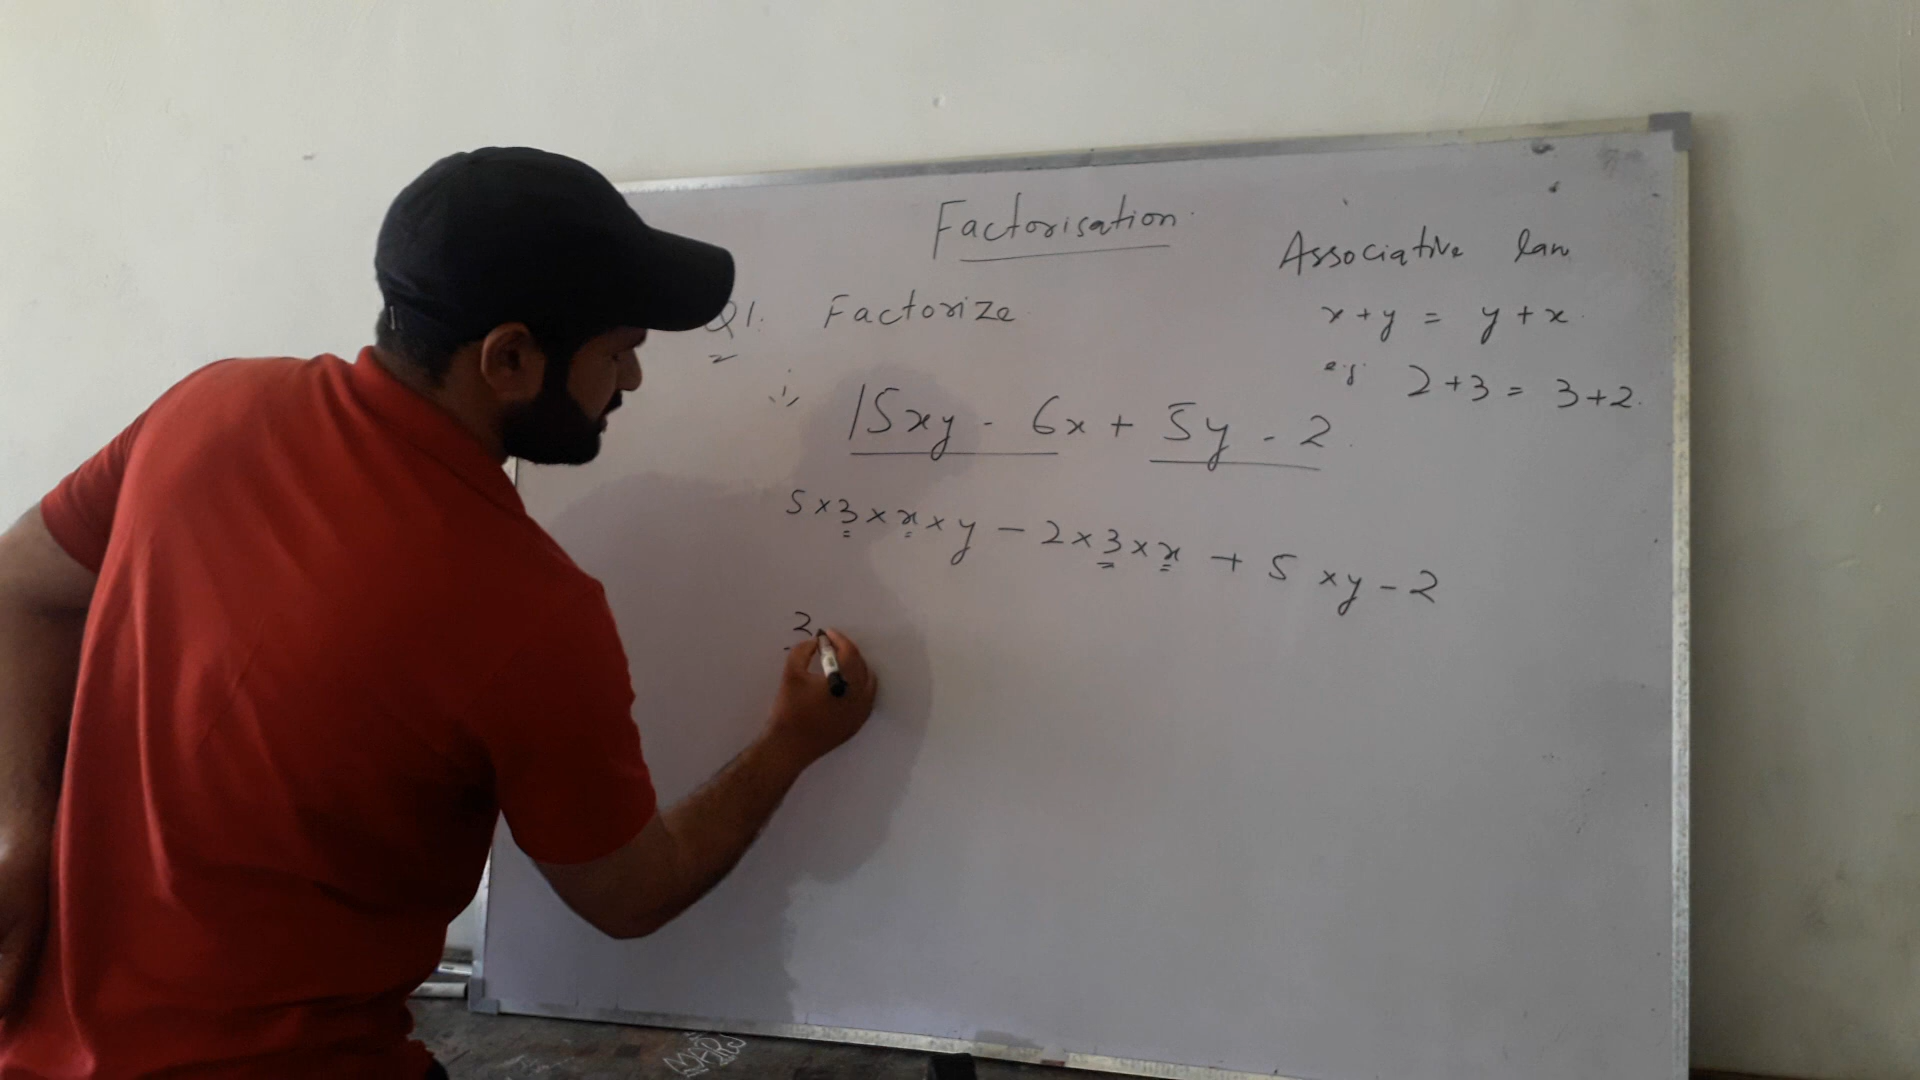 Factorisation
Q1. Factorize
i)
15xy - 6x + 5y - 2
5 × 3 × x × y - 2 × 3 × x + 5 × y - 2
3
Associative law
x + y = y + x
e.g. 2 + 3 = 3 + 2.
MARS